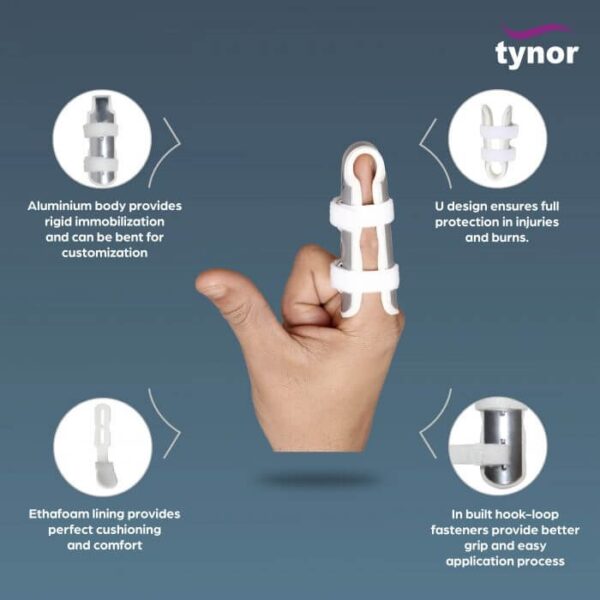 tynor
Aluminium body provides
rigid immobilization
and can be bent for
customization
U design ensures full
protection in injuries
and burns.
Ethafoam lining provides
perfect cushioning
and comfort
In built hook-loop
fasteners provide better
grip and easy
application process